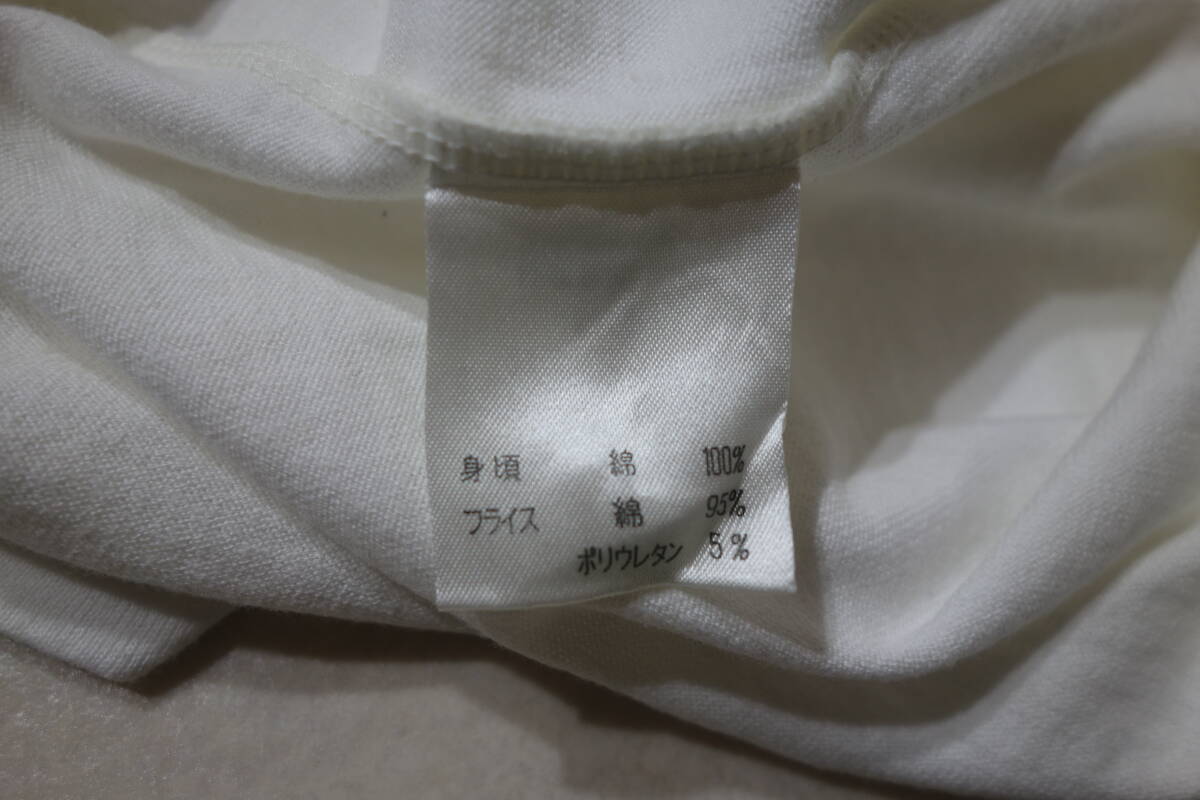 身頃 綿 100%
フライス 綿 95%
ポリウレタン 5%